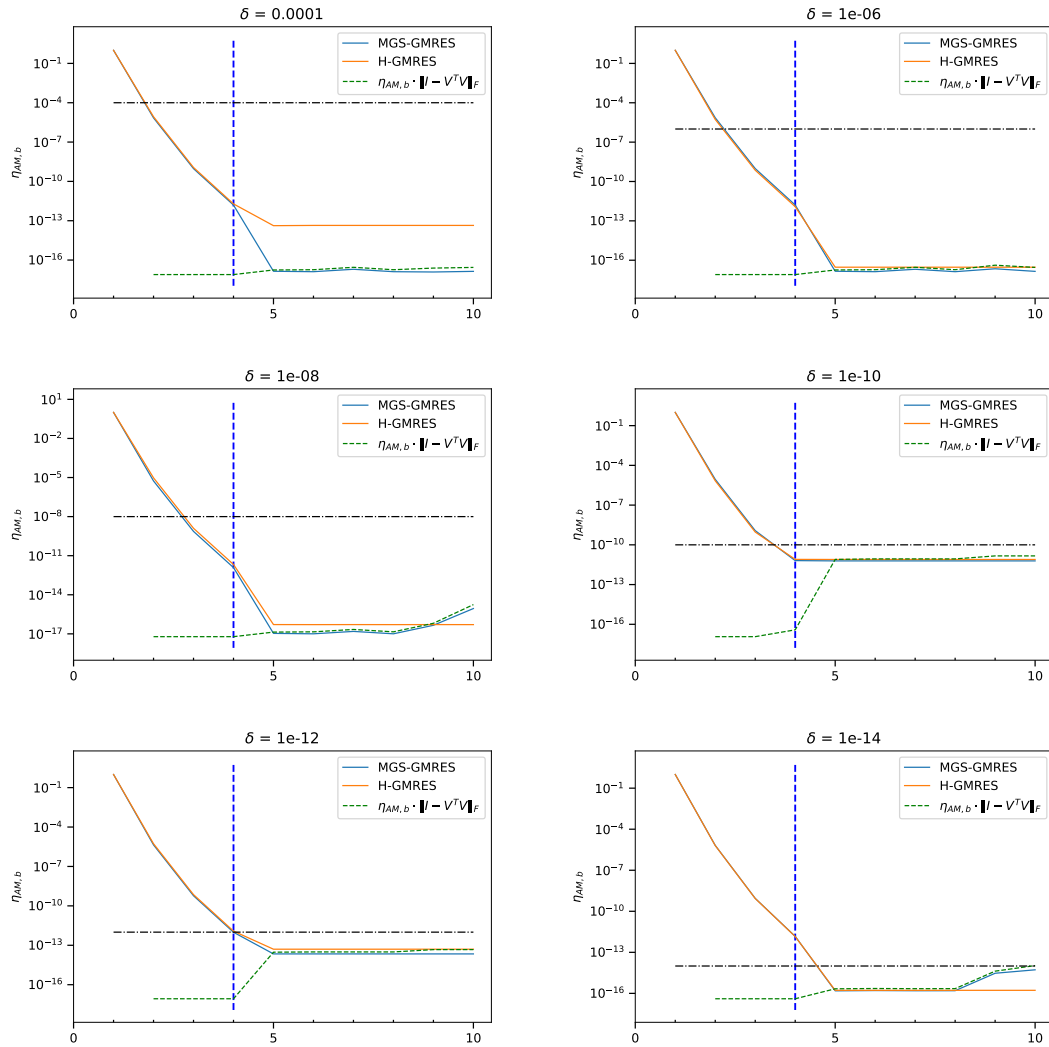 δ = 0.0001
10⁻¹
10⁻⁴
10⁻⁷
10⁻¹⁰
10⁻¹³
10⁻¹⁶
η_{AM, b}
MGS-GMRES
H-GMRES
η_{AM, b} · ‖I − VᵀV‖_F
0 5 10
δ = 1e-06
10⁻¹
10⁻⁴
10⁻⁷
10⁻¹⁰
10⁻¹³
10⁻¹⁶
η_{AM, b}
MGS-GMRES
H-GMRES
η_{AM, b} · ‖I − VᵀV‖_F
0 5 10
δ = 1e-08
10¹
10⁻²
10⁻⁵
10⁻⁸
10⁻¹¹
10⁻¹⁴
10⁻¹⁷
η_{AM, b}
MGS-GMRES
H-GMRES
η_{AM, b} · ‖I − VᵀV‖_F
0 5 10
δ = 1e-10
10⁻¹
10⁻⁴
10⁻⁷
10⁻¹⁰
10⁻¹³
10⁻¹⁶
η_{AM, b}
MGS-GMRES
H-GMRES
η_{AM, b} · ‖I − VᵀV‖_F
0 5 10
δ = 1e-12
10⁻¹
10⁻⁴
10⁻⁷
10⁻¹⁰
10⁻¹³
10⁻¹⁶
η_{AM, b}
MGS-GMRES
H-GMRES
η_{AM, b} · ‖I − VᵀV‖_F
0 5 10
δ = 1e-14
10⁻¹
10⁻⁴
10⁻⁷
10⁻¹⁰
10⁻¹³
10⁻¹⁶
η_{AM, b}
MGS-GMRES
H-GMRES
η_{AM, b} · ‖I − VᵀV‖_F
0 5 10